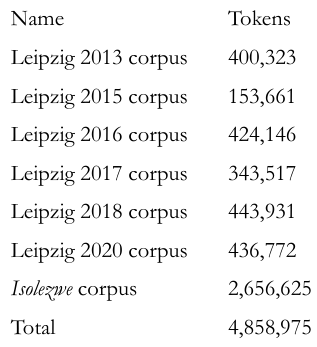 Name Tokens
Leipzig 2013 corpus 400,323
Leipzig 2015 corpus 153,661
Leipzig 2016 corpus 424,146
Leipzig 2017 corpus 343,517
Leipzig 2018 corpus 443,931
Leipzig 2020 corpus 436,772
Isolezwe corpus 2,656,625
Total 4,858,975